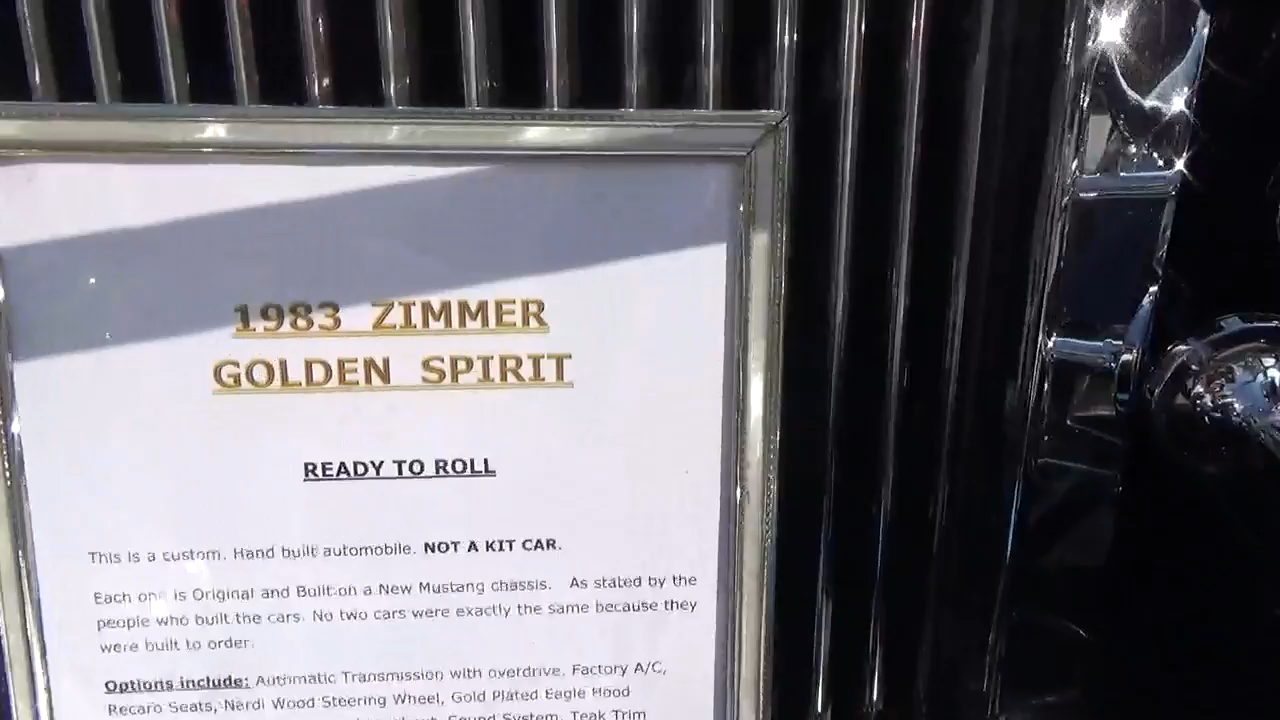 1983 ZIMMER
GOLDEN SPIRIT
READY TO ROLL
This is a custom. Hand built automobile. NOT A KIT CAR.
Each one is Original and Built on a New Mustang chassis. As stated by the
people who built the cars. No two cars were exactly the same because they
were built to order.
Options include: Automatic Transmission with overdrive, Factory A/C,
Recaro Seats, Nardi Wood Steering Wheel, Gold Plated Eagle Hood
Sound System, Teak Trim